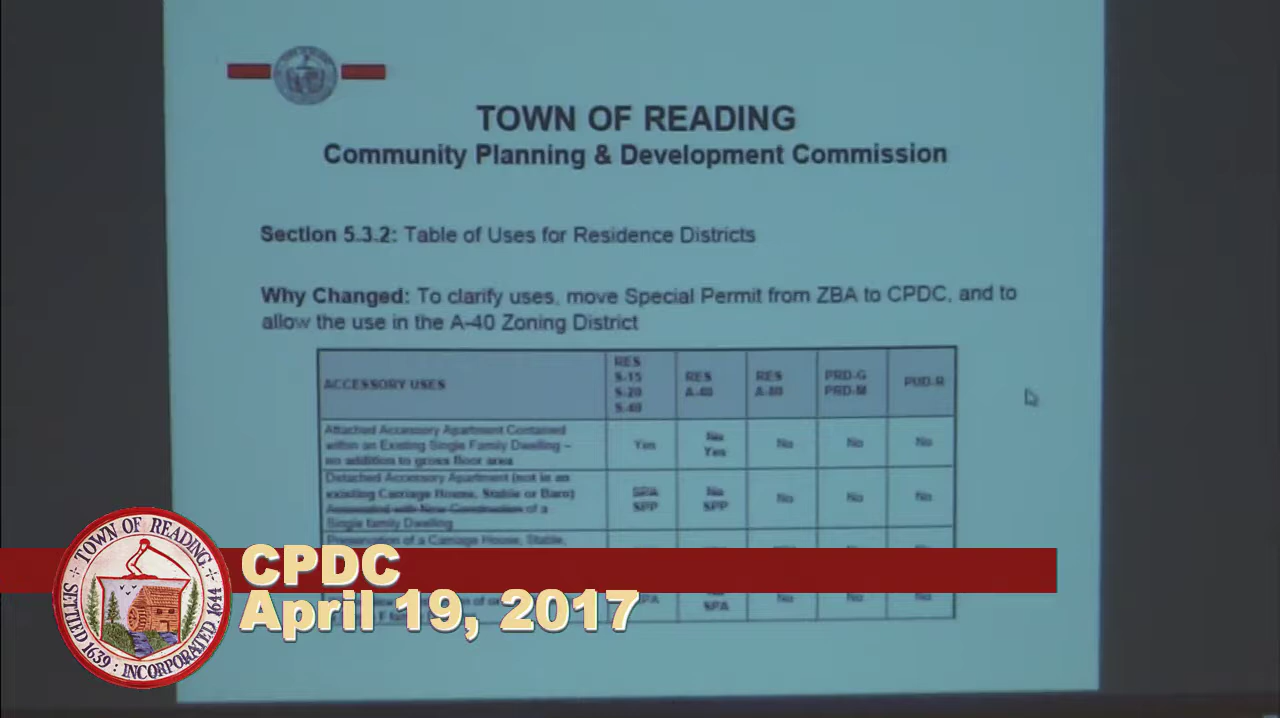 TOWN OF READING
Community Planning & Development Commission
Section 5.3.2: Table of Uses for Residence Districts
Why Changed: To clarify uses, move Special Permit from ZBA to CPDC, and to
allow the use in the A-40 Zoning District
ACCESSORY USES
RES
S-15
S-20
S-40
RES
A-40
RES
A-80
PRD-G
PRD-M
PUD-R
Attached Accessory Apartment Contained
within an Existing Single Family Dwelling –
no addition to gross floor area
Yes
No
Yes
No
No
No
Detached Accessory Apartment (not in an
existing Carriage House, Stable or Barn)
Associated with New Construction of a
Single family Dwelling
SPA
SPP
No
SPP
No
No
No
Preservation of a Carriage House, Stable,
SPA
No
No
No
TOWN OF READING
SETTLED 1639 : INCORPORATED 1644
CPDC
April 19, 2017